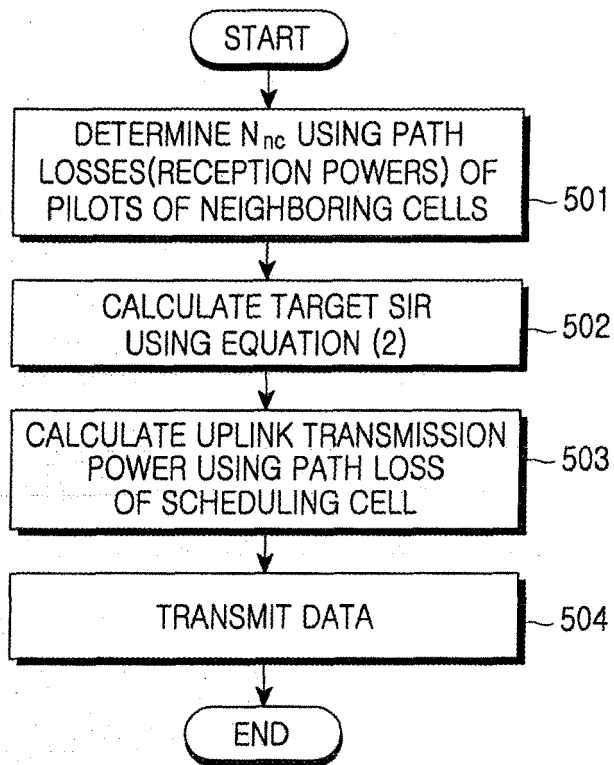 START
DETERMINE Nnc USING PATH
LOSSES(RECEPTION POWERS) OF
PILOTS OF NEIGHBORING CELLS
501
CALCULATE TARGET SIR
USING EQUATION (2)
502
CALCULATE UPLINK TRANSMISSION
POWER USING PATH LOSS
OF SCHEDULING CELL
503
TRANSMIT DATA
504
END